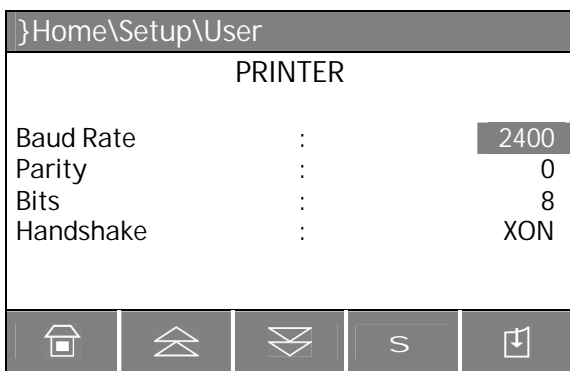 }Home\Setup\User
PRINTER
Baud Rate : 2400
Parity : 0
Bits : 8
Handshake : XON
S